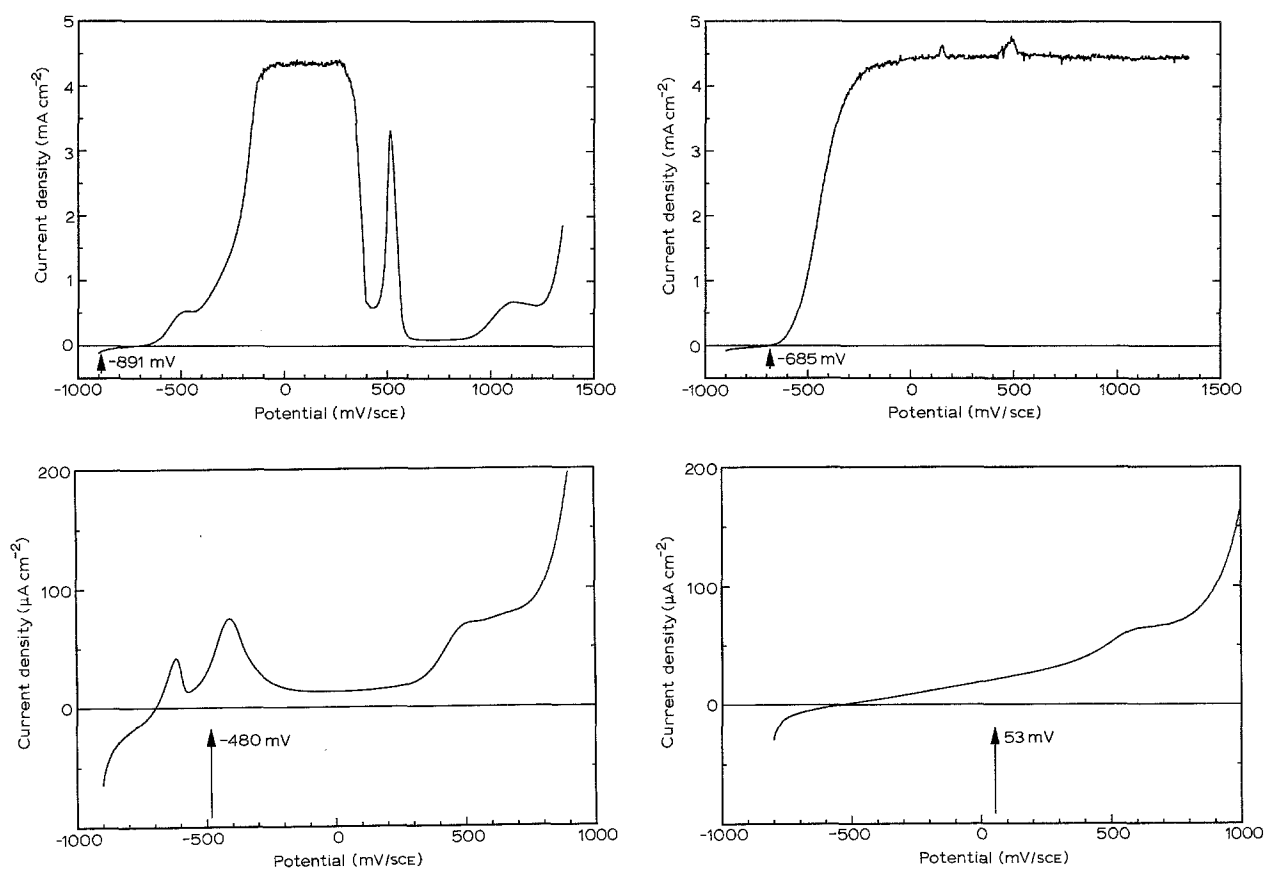 5
4
3
2
1
0
Current density (mA cm⁻²)
-891 mV
-1000 -500 0 500 1000 1500
Potential (mV/SCE)
5
4
3
2
1
0
Current density (mA cm⁻²)
-685 mV
-1000 -500 0 500 1000 1500
Potential (mV/SCE)
200
100
0
Current density (μA cm⁻²)
-480 mV
-1000 -500 0 500 1000
Potential (mV/SCE)
200
100
0
Current density (μA cm⁻²)
53 mV
-1000 -500 0 500 1000
Potential (mV/SCE)